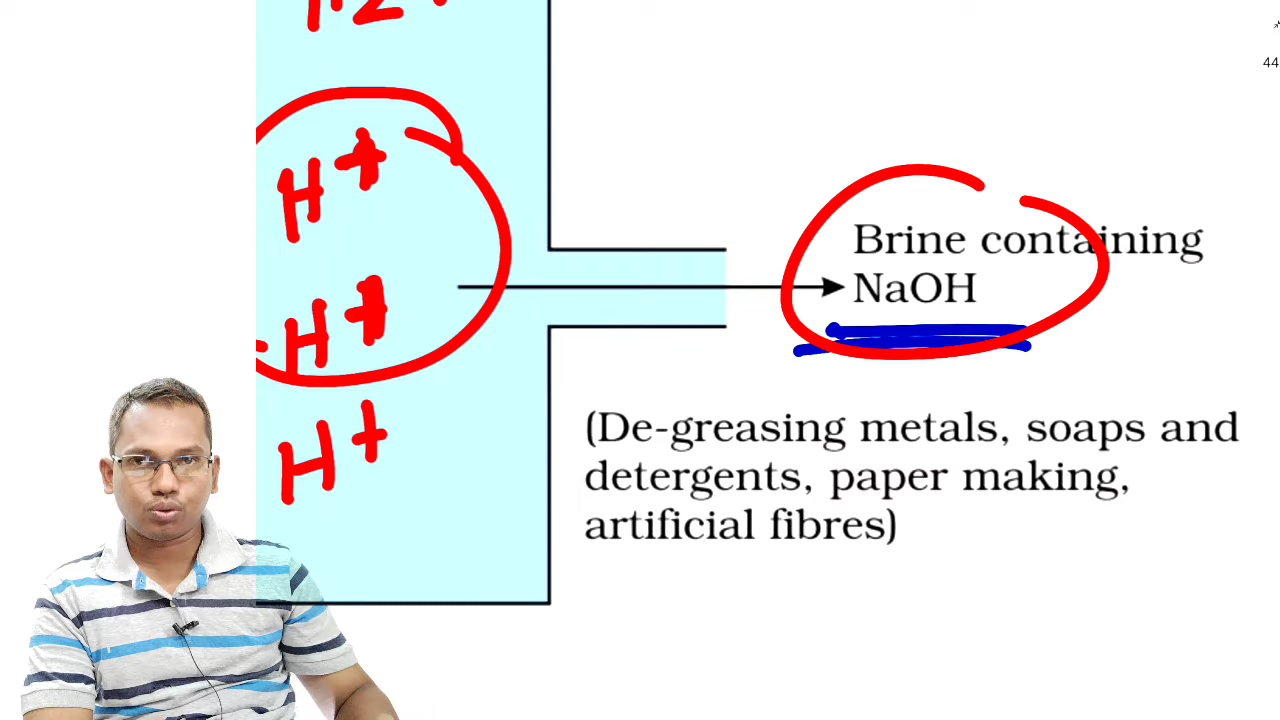 H+
44
H+
Brine containing
NaOH
H+
(De-greasing metals, soaps and
detergents, paper making,
artificial fibres)